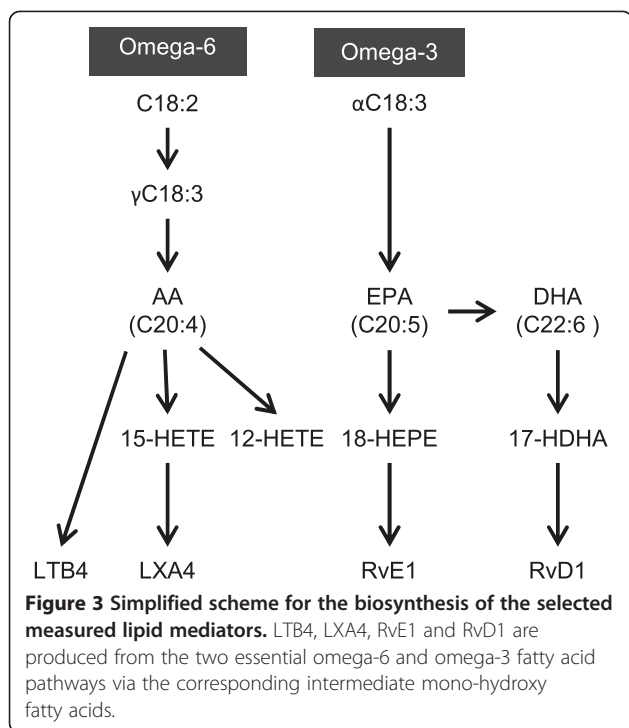 Omega-6 Omega-3
C18:2 αC18:3
γC18:3
AA EPA DHA
(C20:4) (C20:5) (C22:6 )
15-HETE 12-HETE 18-HEPE 17-HDHA
LTB4 LXA4 RvE1 RvD1
Figure 3 Simplified scheme for the biosynthesis of the selected
measured lipid mediators. LTB4, LXA4, RvE1 and RvD1 are
produced from the two essential omega-6 and omega-3 fatty acid
pathways via the corresponding intermediate mono-hydroxy
fatty acids.